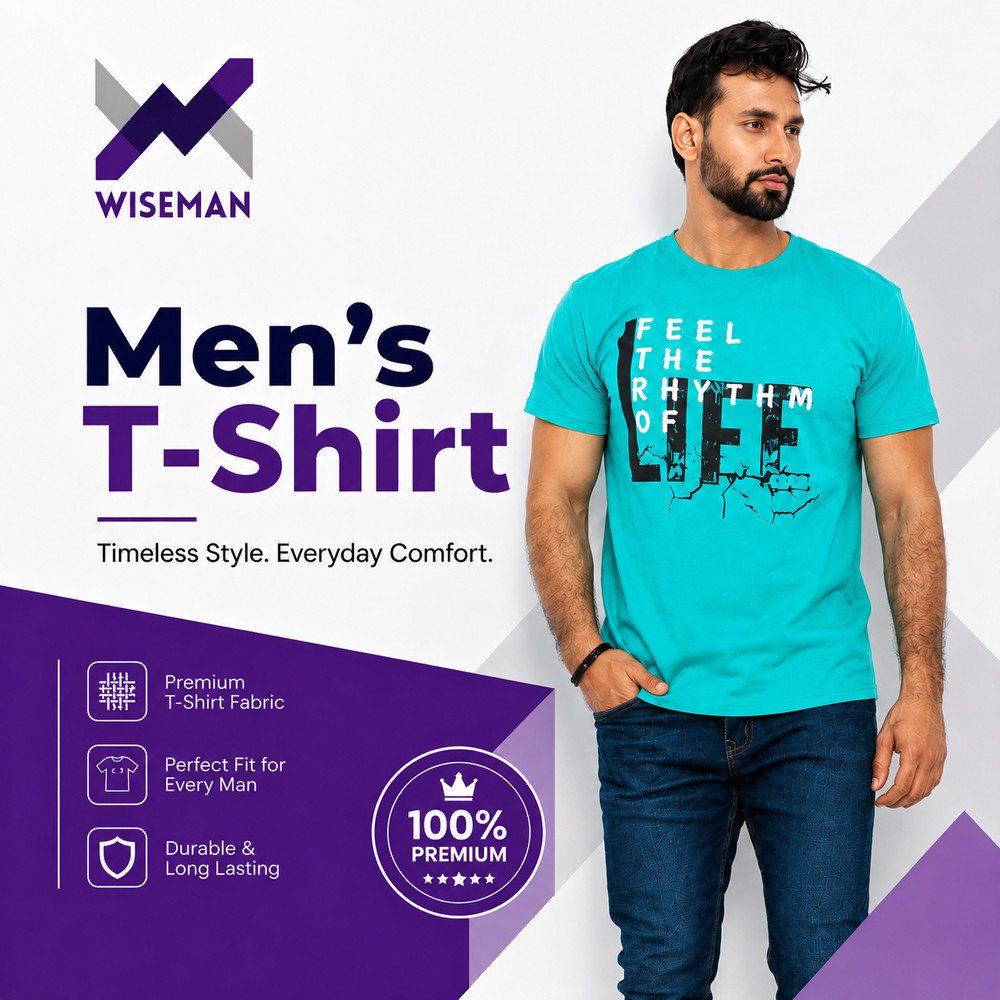 WISEMAN
Men's
T-Shirt
Timeless Style. Everyday Comfort.
Premium
T-Shirt Fabric
Perfect Fit for
Every Man
Durable &
Long Lasting
100%
PREMIUM
FEEL
THE
RHYTHM
OF
LIFE